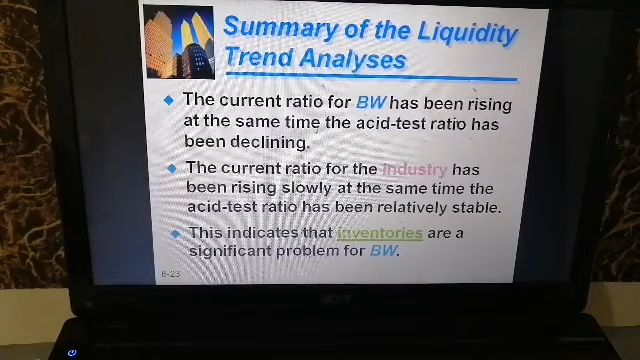 Summary of the Liquidity
Trend Analyses
The current ratio for BW has been rising
at the same time the acid-test ratio has
been declining.
The current ratio for the industry has
been rising slowly at the same time the
acid-test ratio has been relatively stable.
This indicates that inventories are a
significant problem for BW.
6-23
acer